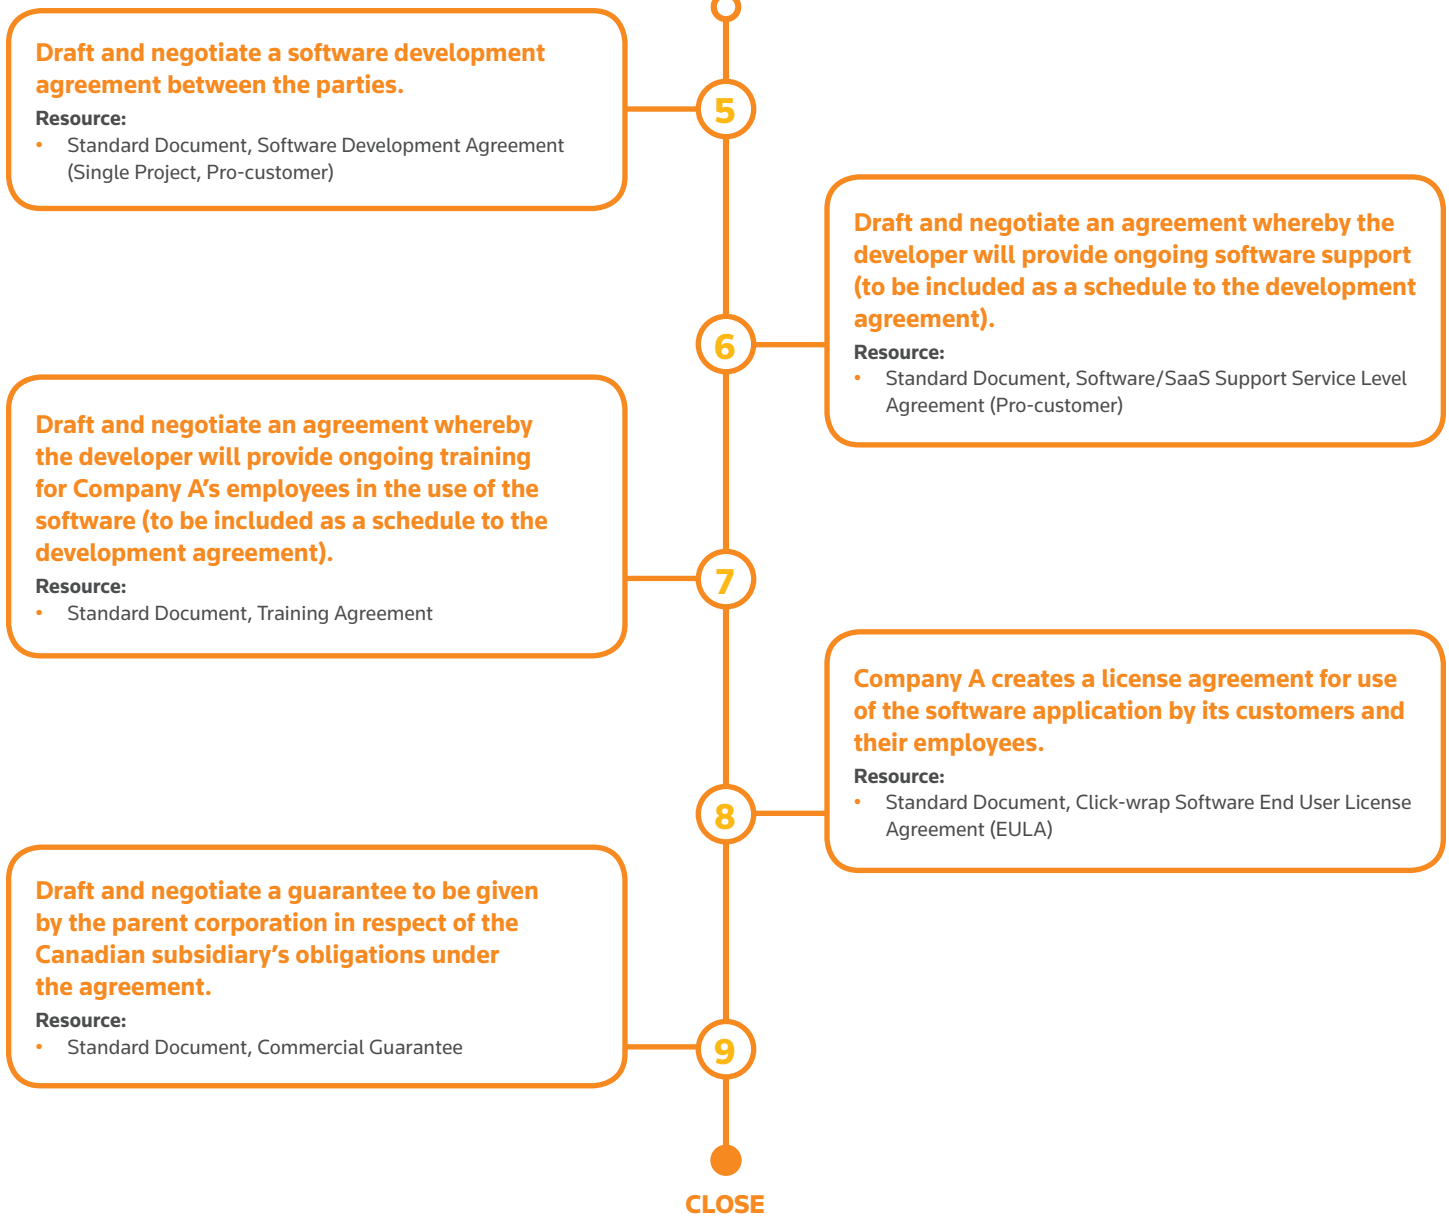 Draft and negotiate a software development
agreement between the parties.
Resource:
• Standard Document, Software Development Agreement
(Single Project, Pro-customer)
5
Draft and negotiate an agreement whereby the
developer will provide ongoing software support
(to be included as a schedule to the development
agreement).
Resource:
• Standard Document, Software/SaaS Support Service Level
Agreement (Pro-customer)
6
Draft and negotiate an agreement whereby
the developer will provide ongoing training
for Company A's employees in the use of the
software (to be included as a schedule to the
development agreement).
Resource:
• Standard Document, Training Agreement
7
Company A creates a license agreement for use
of the software application by its customers and
their employees.
Resource:
• Standard Document, Click-wrap Software End User License
Agreement (EULA)
8
Draft and negotiate a guarantee to be given
by the parent corporation in respect of the
Canadian subsidiary's obligations under
the agreement.
Resource:
• Standard Document, Commercial Guarantee
9
CLOSE